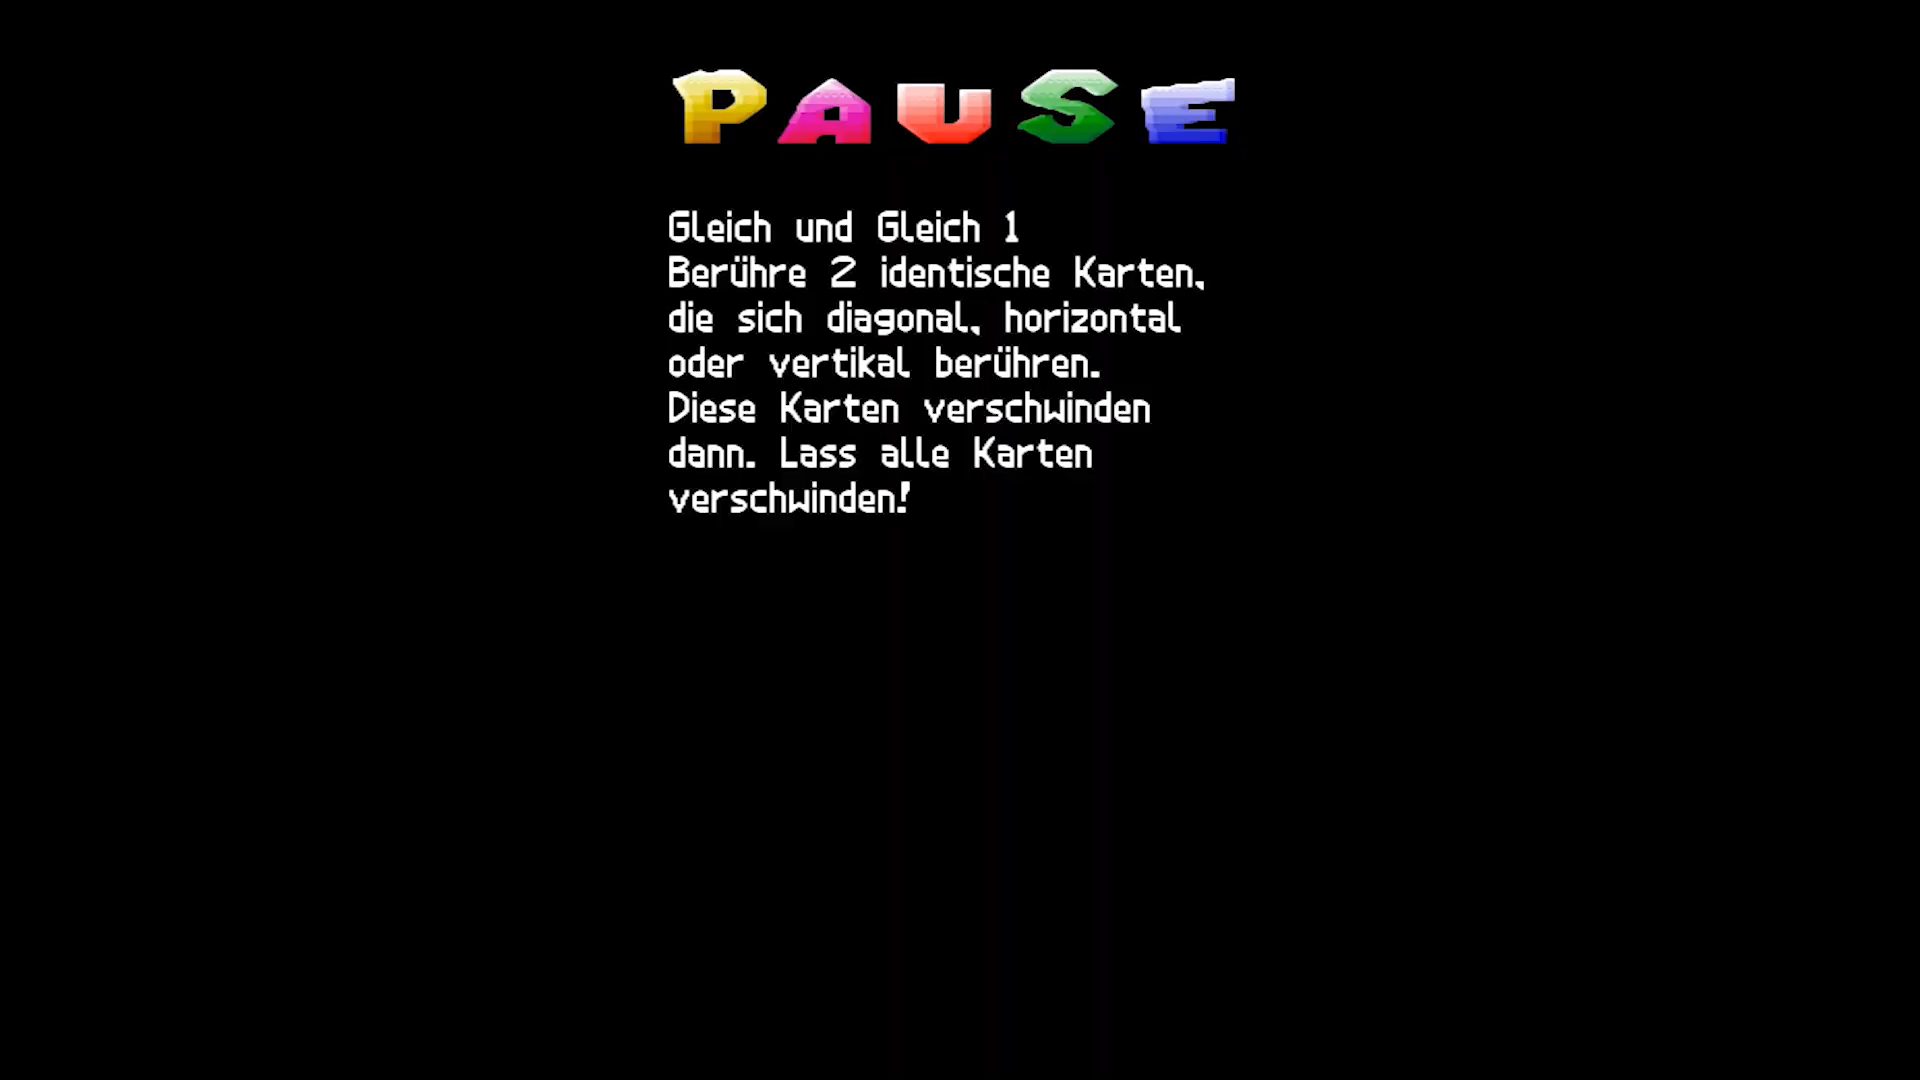 PAUSE
Gleich und Gleich 1
Berühre 2 identische Karten,
die sich diagonal, horizontal
oder vertikal berühren.
Diese Karten verschwinden
dann. Lass alle Karten
verschwinden!